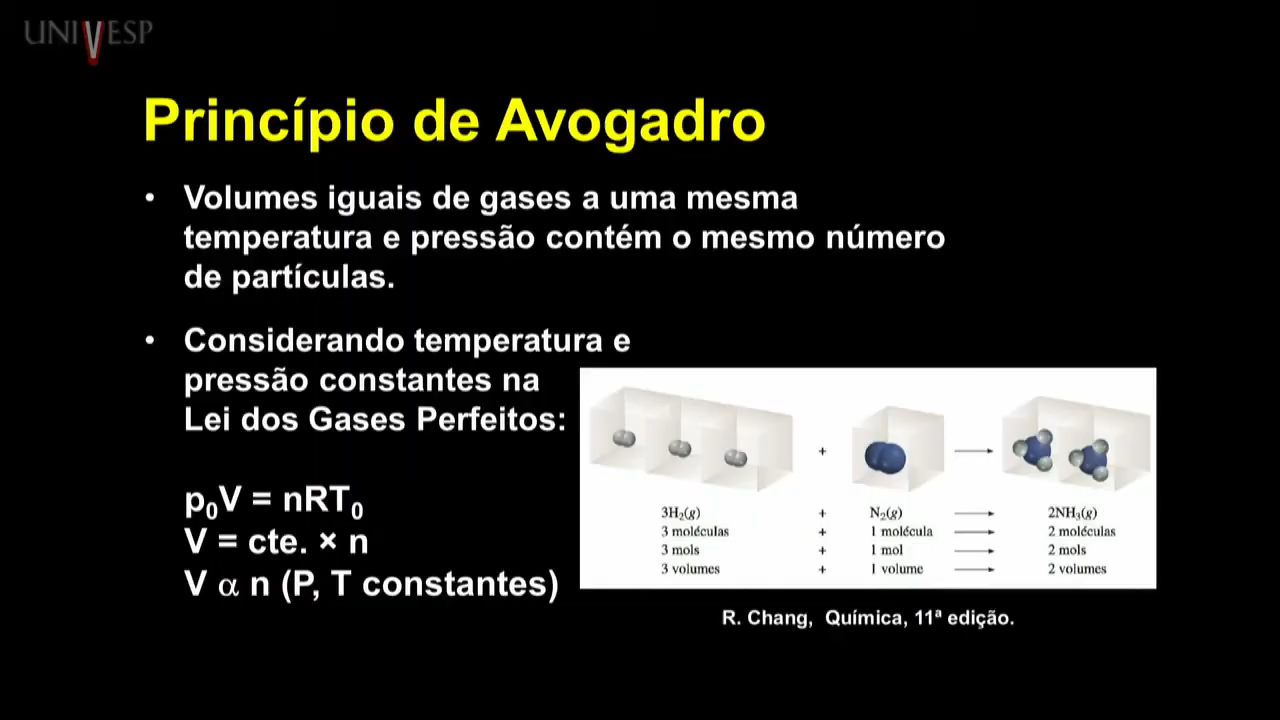 UNIVESP
Princípio de Avogadro
• Volumes iguais de gases a uma mesma
temperatura e pressão contém o mesmo número
de partículas.
• Considerando temperatura e
pressão constantes na
Lei dos Gases Perfeitos:
p₀V = nRT₀
V = cte. × n
V α n (P, T constantes)
+
3H₂(g) + N₂(g) ⟶ 2NH₃(g)
3 moléculas + 1 molécula ⟶ 2 moléculas
3 mols + 1 mol ⟶ 2 mols
3 volumes + 1 volume ⟶ 2 volumes
R. Chang, Química, 11ª edição.